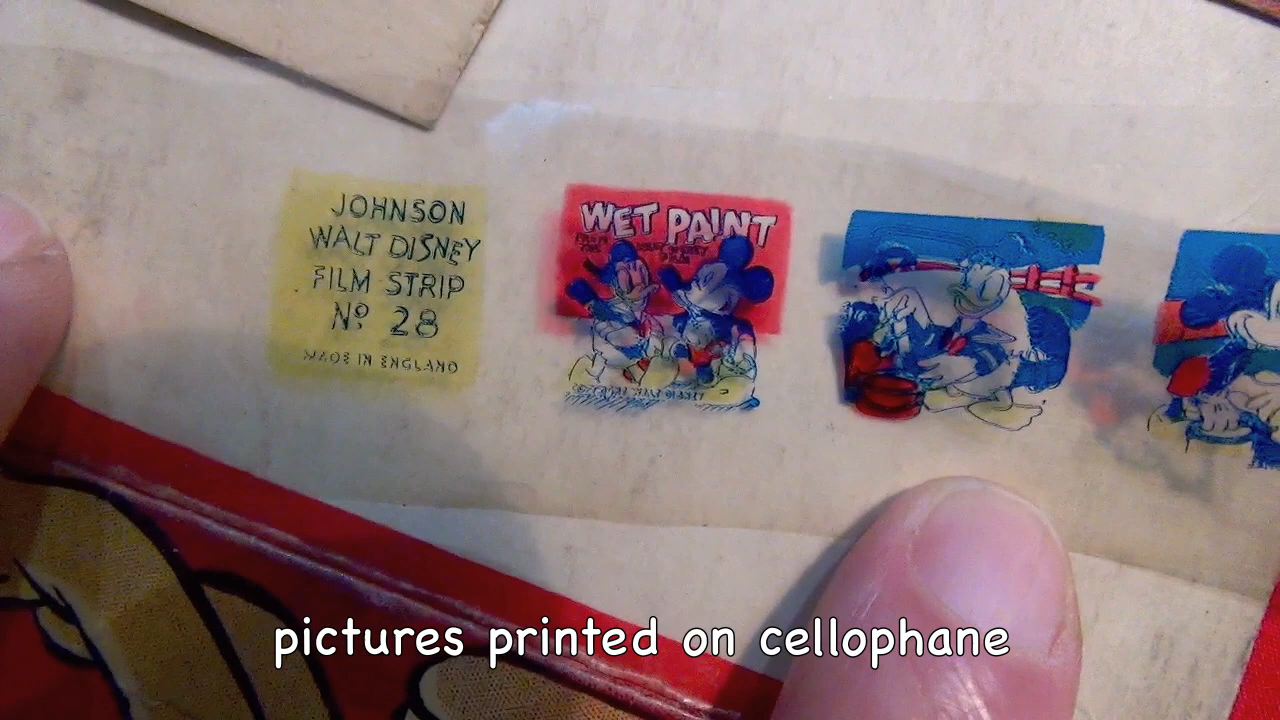 JOHNSON
WALT DISNEY
FILM STRIP
Nº 28
MADE IN ENGLAND
WET PAINT
pictures printed on cellophane